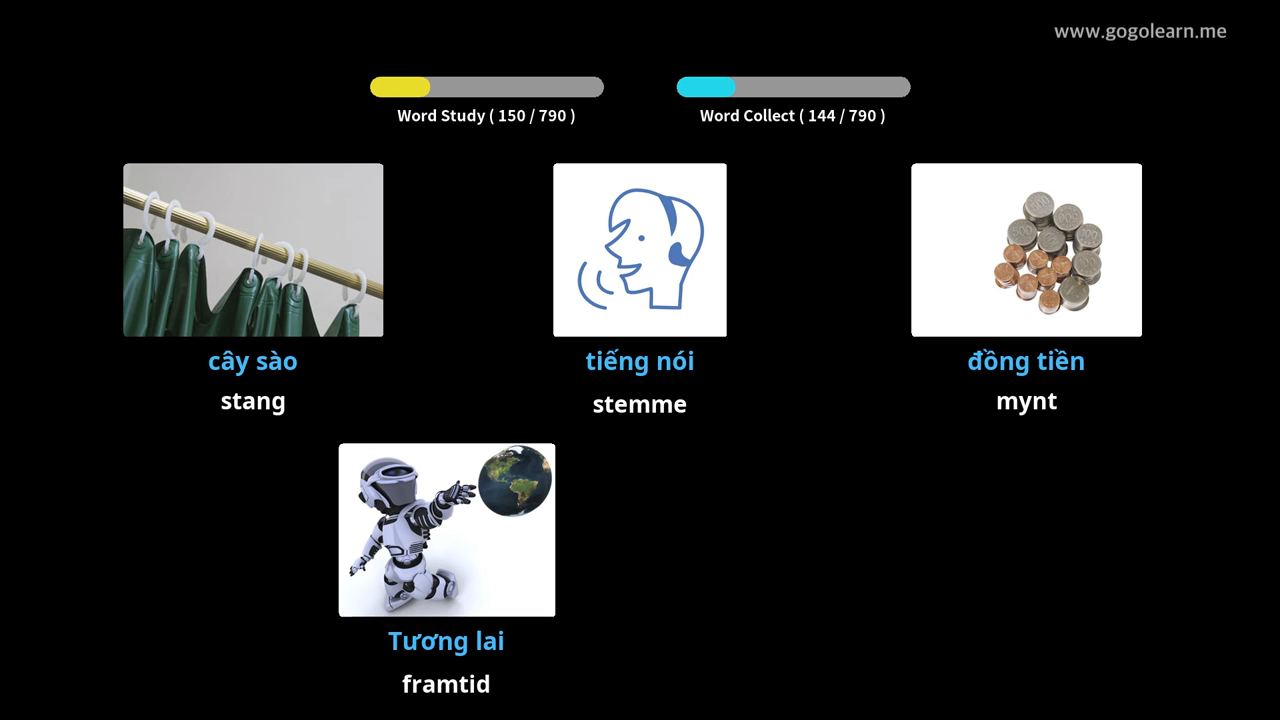 www.gogolearn.me
Word Study ( 150 / 790 )
Word Collect ( 144 / 790 )
cây sào
stang
tiếng nói
stemme
đồng tiền
mynt
Tương lai
framtid